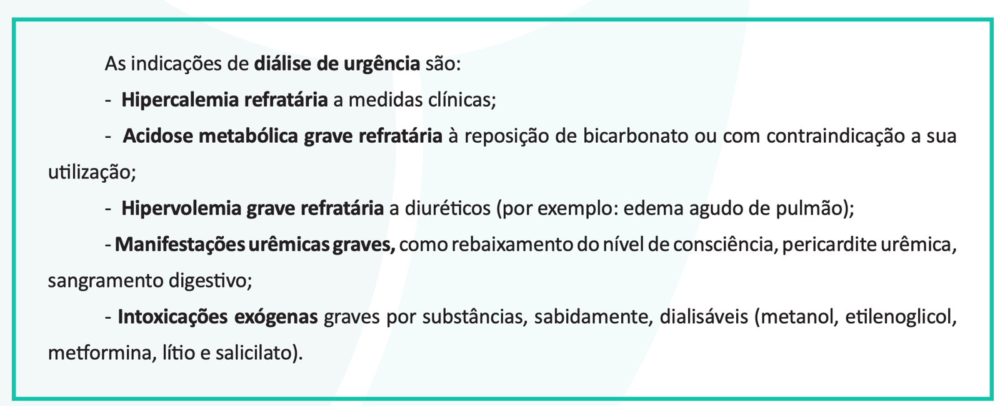 As indicações de diálise de urgência são:
- Hipercalemia refratária a medidas clínicas;
- Acidose metabólica grave refratária à reposição de bicarbonato ou com contraindicação a sua
utilização;
- Hipervolemia grave refratária a diuréticos (por exemplo: edema agudo de pulmão);
- Manifestações urêmicas graves, como rebaixamento do nível de consciência, pericardite urêmica,
sangramento digestivo;
- Intoxicações exógenas graves por substâncias, sabidamente, dialisáveis (metanol, etilenoglicol,
metformina, lítio e salicilato).